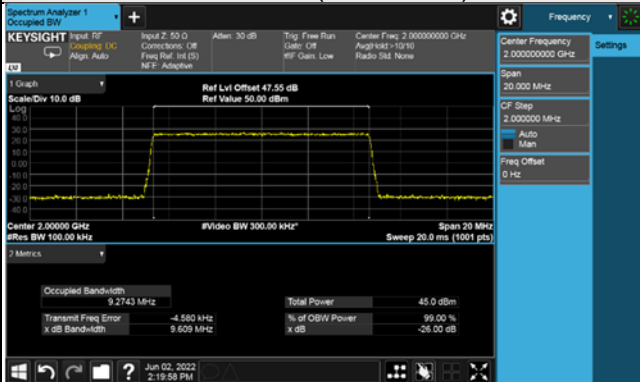 Spectrum Analyzer 1
Occupied BW
Frequency
KEYSIGHT
Input: RF
Coupling: DC
Align: Auto
Input Z: 50 Ω
Corrections: Off
Freq Ref: Int (S)
NFE: Adaptive
Atten: 30 dB
Trig: Free Run
Gate: Off
#IF Gain: Low
Center Freq: 2.000000000 GHz
Avg|Hold:>10/10
Radio Std: None
LXI
1 Graph
Scale/Div 10.0 dB
Ref Lvl Offset 47.55 dB
Ref Value 50.00 dBm
Log
40.0
30.0
20.0
10.0
0.00
-10.0
-20.0
-30.0
-40.0
Center 2.00000 GHz
#Res BW 100.00 kHz
#Video BW 300.00 kHz*
Span 20 MHz
Sweep 20.0 ms (1001 pts)
2 Metrics
Occupied Bandwidth
9.2743 MHz
Transmit Freq Error -4.580 kHz
x dB Bandwidth 9.609 MHz
Total Power 45.0 dBm
% of OBW Power 99.00 %
x dB -26.00 dB
Jun 02, 2022
2:19:58 PM
Center Frequency
2.000000000 GHz
Span
20.000 MHz
CF Step
2.000000 MHz
Auto
Man
Freq Offset
0 Hz
Settings